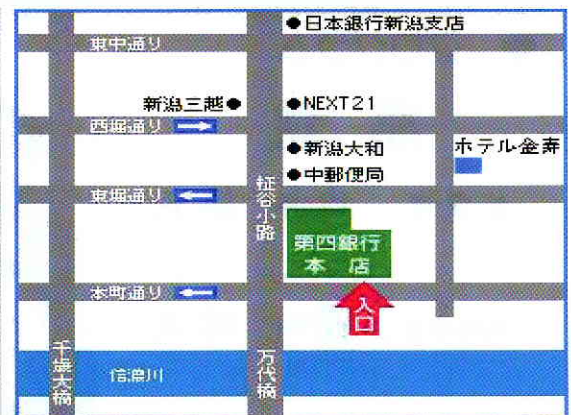 ●日本銀行新潟支店
東中通り
新潟三越●
●NEXT21
西堀通り
●新潟大和
ホテル金寿
●中郵便局
東堀通り
柾谷小路
第四銀行
本店
本町通り
入口
千歳大橋
信濃川
万代橋